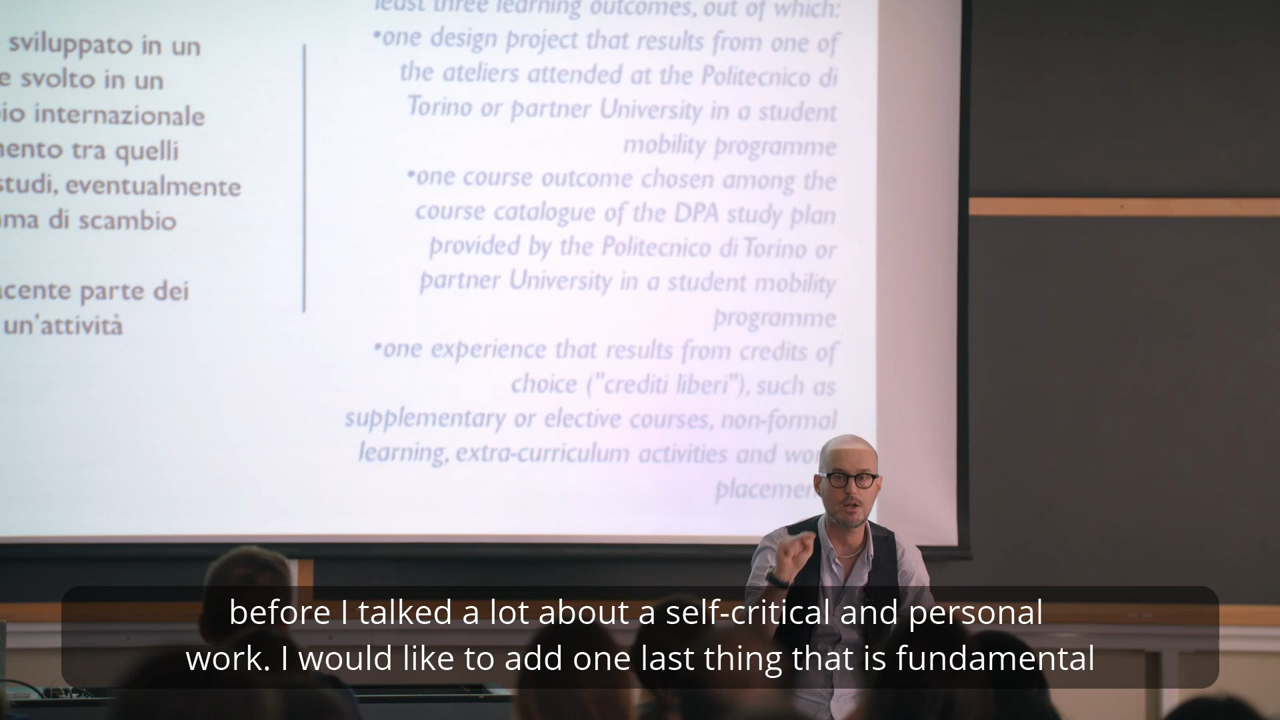 sviluppato in un
e svolto in un
io internazionale
ento tra quelli
studi, eventualmente
ma di scambio
cente parte dei
un'attività
least three learning outcomes, out of which:
•one design project that results from one of
the ateliers attended at the Politecnico di
Torino or partner University in a student
mobility programme
•one course outcome chosen among the
course catalogue of the DPA study plan
provided by the Politecnico di Torino or
partner University in a student mobility
programme
•one experience that results from credits of
choice ("crediti liberi"), such as
supplementary or elective courses, non-formal
learning, extra-curriculum activities and wo
placemen
before I talked a lot about a self-critical and personal
work. I would like to add one last thing that is fundamental